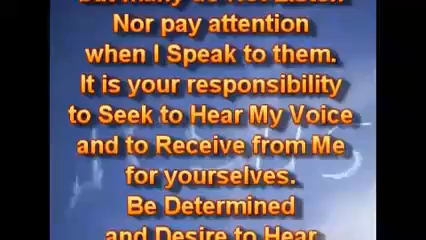 But many do Not Listen
Nor pay attention
when I Speak to them.
It is your responsibility
to Seek to Hear My Voice
and to Receive from Me
for yourselves.
Be Determined
and Desire to Hear